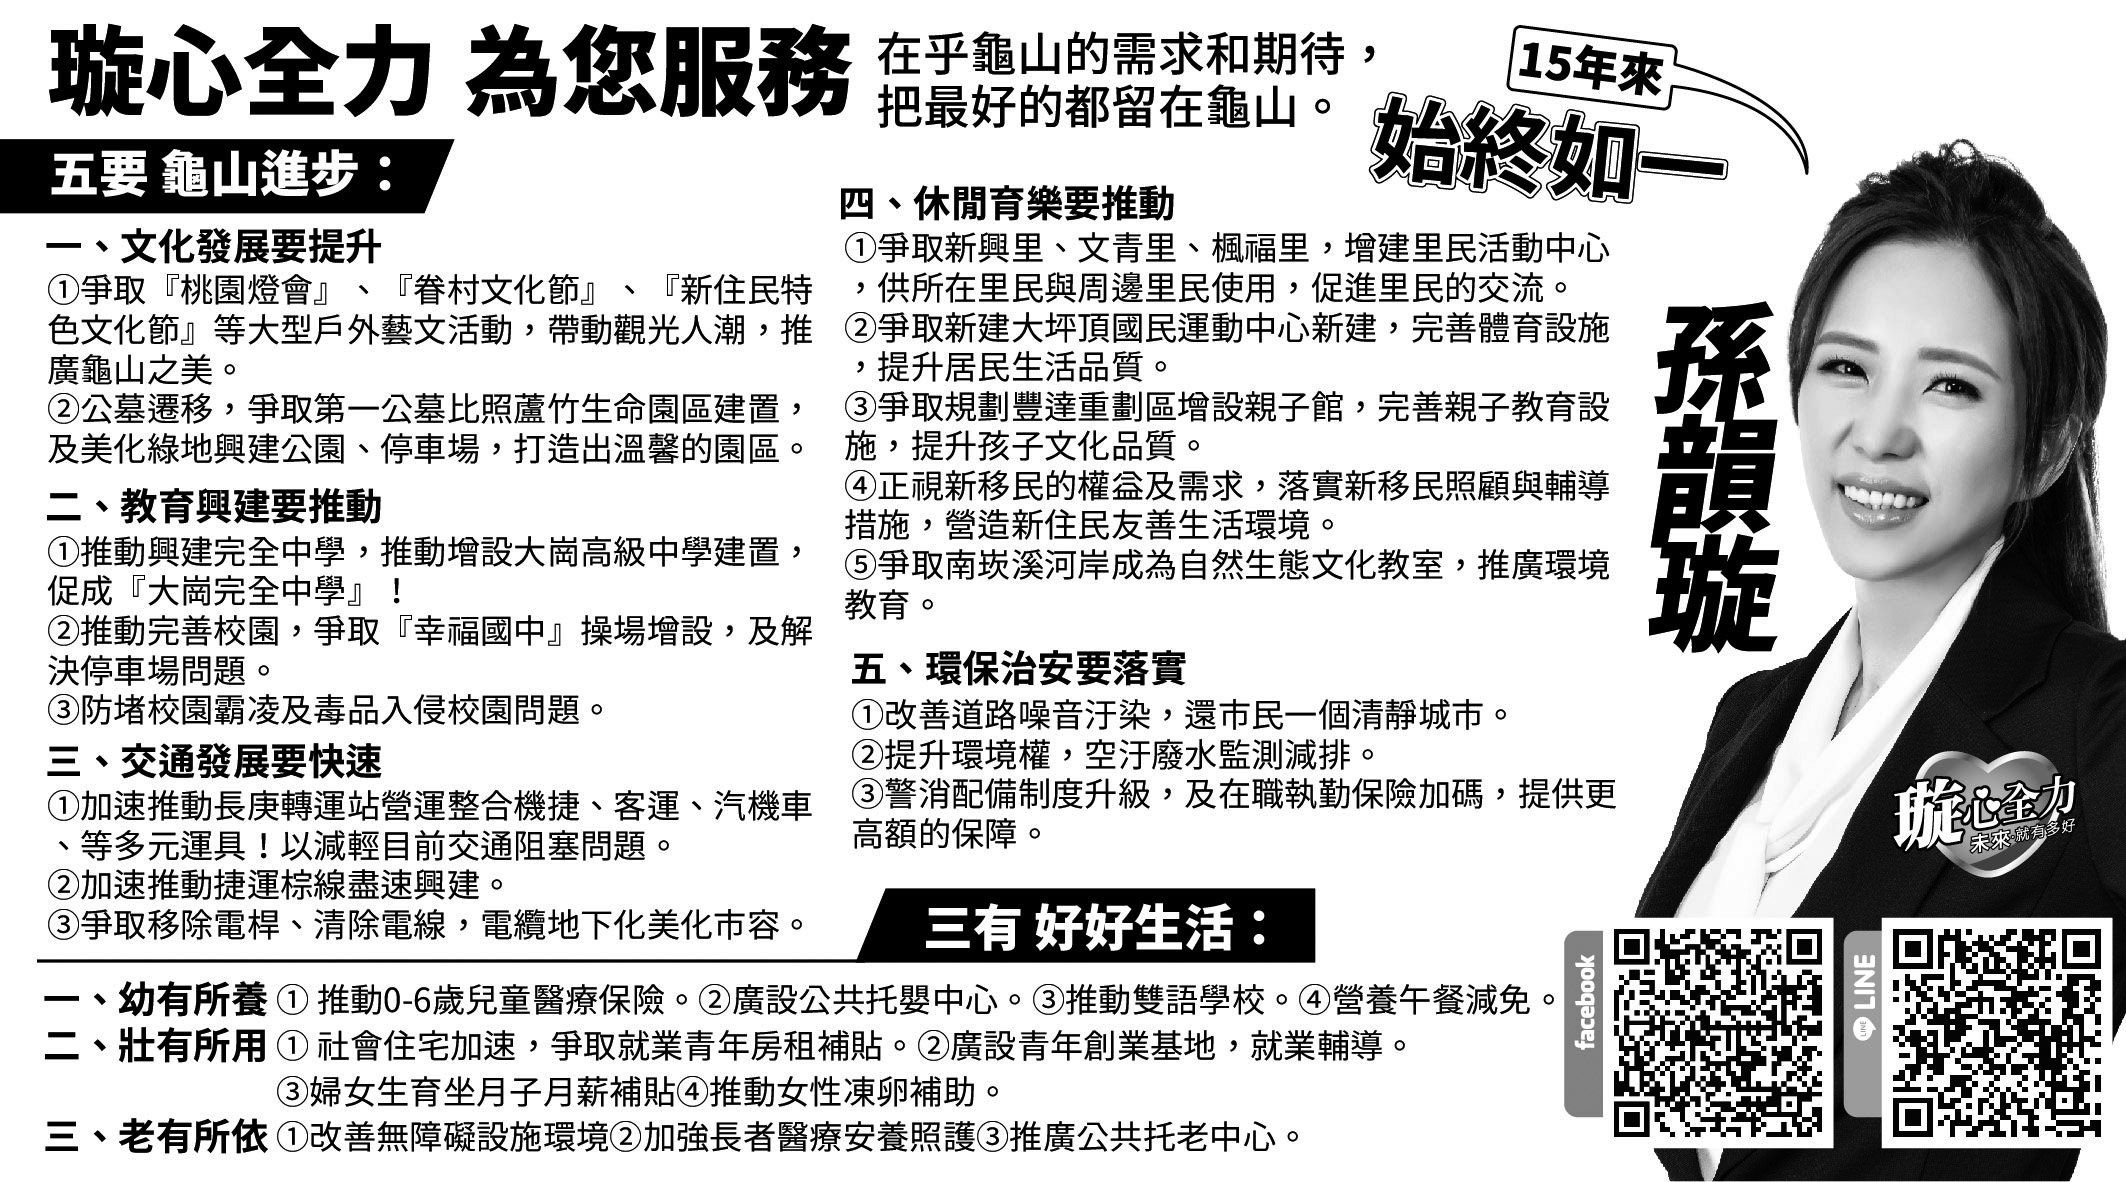 璇心全力 為您服務
在乎龜山的需求和期待，
把最好的都留在龜山。
15年來
始終如一
五要 龜山進步：
一、文化發展要提升
①爭取『桃園燈會』、『眷村文化節』、『新住民特
色文化節』等大型戶外藝文活動，帶動觀光人潮，推
廣龜山之美。
②公墓遷移，爭取第一公墓比照蘆竹生命園區建置，
及美化綠地興建公園、停車場，打造出溫馨的園區。
二、教育興建要推動
①推動興建完全中學，推動增設大崗高級中學建置，
促成『大崗完全中學』！
②推動完善校園，爭取『幸福國中』操場增設，及解
決停車場問題。
③防堵校園霸凌及毒品入侵校園問題。
三、交通發展要快速
①加速推動長庚轉運站營運整合機捷、客運、汽機車
、等多元運具！以減輕目前交通阻塞問題。
②加速推動捷運棕線盡速興建。
③爭取移除電桿、清除電線，電纜地下化美化市容。
四、休閒育樂要推動
①爭取新興里、文青里、楓福里，增建里民活動中心
，供所在里民與周邊里民使用，促進里民的交流。
②爭取新建大坪頂國民運動中心新建，完善體育設施
，提升居民生活品質。
③爭取規劃豐達重劃區增設親子館，完善親子教育設
施，提升孩子文化品質。
④正視新移民的權益及需求，落實新移民照顧與輔導
措施，營造新住民友善生活環境。
⑤爭取南崁溪河岸成為自然生態文化教室，推廣環境
教育。
五、環保治安要落實
①改善道路噪音汙染，還市民一個清靜城市。
②提升環境權，空汙廢水監測減排。
③警消配備制度升級，及在職執勤保險加碼，提供更
高額的保障。
孫韻璇
璇心全力
未來·就有多好
三有 好好生活：
一、幼有所養 ① 推動0-6歲兒童醫療保險。②廣設公共托嬰中心。③推動雙語學校。④營養午餐減免。
二、壯有所用 ① 社會住宅加速，爭取就業青年房租補貼。②廣設青年創業基地，就業輔導。
③婦女生育坐月子月薪補貼④推動女性凍卵補助。
三、老有所依 ①改善無障礙設施環境②加強長者醫療安養照護③推廣公共托老中心。
facebook
LINE
LINE